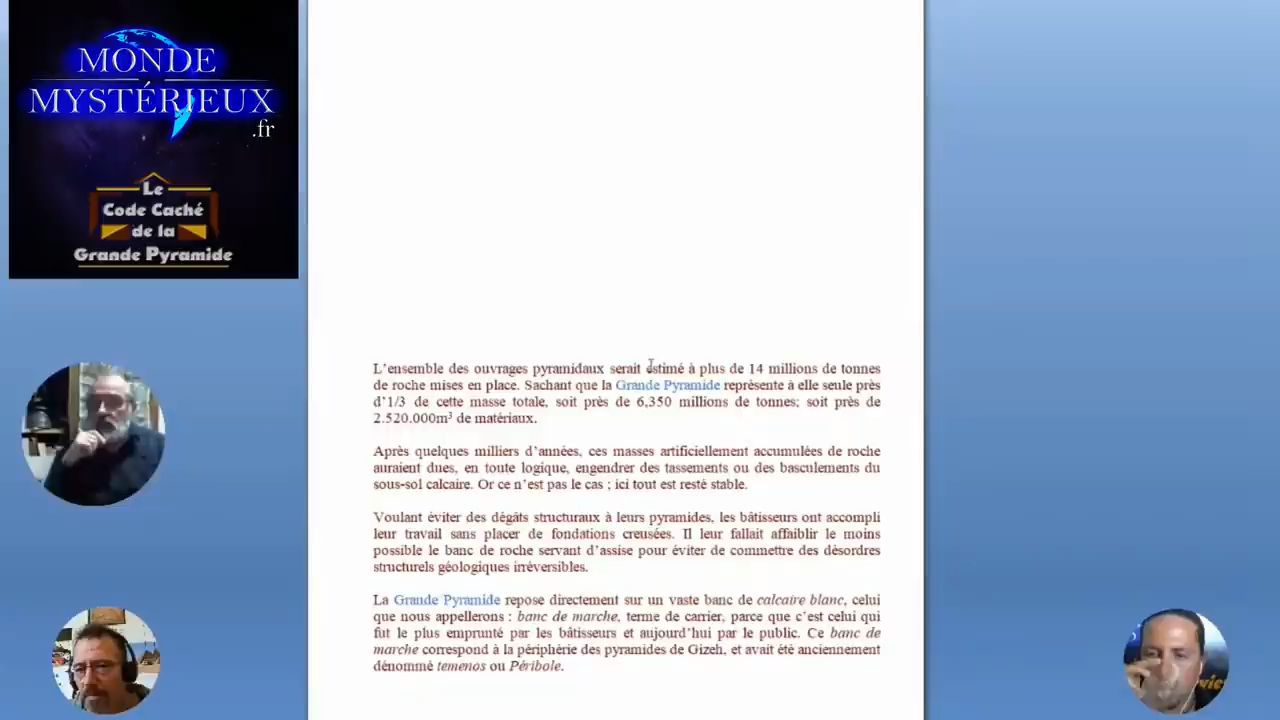 MONDE
MYSTÉRIEUX
.fr
Le
Code Caché
de la
Grande Pyramide
L’ensemble des ouvrages pyramidaux serait estimé à plus de 14 millions de tonnes
de roche mises en place. Sachant que la Grande Pyramide représente à elle seule près
d’1/3 de cette masse totale, soit près de 6,350 millions de tonnes; soit près de
2.520.000m³ de matériaux.
Après quelques milliers d’années, ces masses artificiellement accumulées de roche
auraient dues, en toute logique, engendrer des tassements ou des basculements du
sous-sol calcaire. Or ce n’est pas le cas ; ici tout est resté stable.
Voulant éviter des dégâts structuraux à leurs pyramides, les bâtisseurs ont accompli
leur travail sans placer de fondations creusées. Il leur fallait affaiblir le moins
possible le banc de roche servant d’assise pour éviter de commettre des désordres
structurels géologiques irréversibles.
La Grande Pyramide repose directement sur un vaste banc de calcaire blanc, celui
que nous appellerons : banc de marche, terme de carrier, parce que c’est celui qui
fut le plus emprunté par les bâtisseurs et aujourd’hui par le public. Ce banc de
marche correspond à la périphérie des pyramides de Gizeh, et avait été anciennement
dénommé temenos ou Péribole.